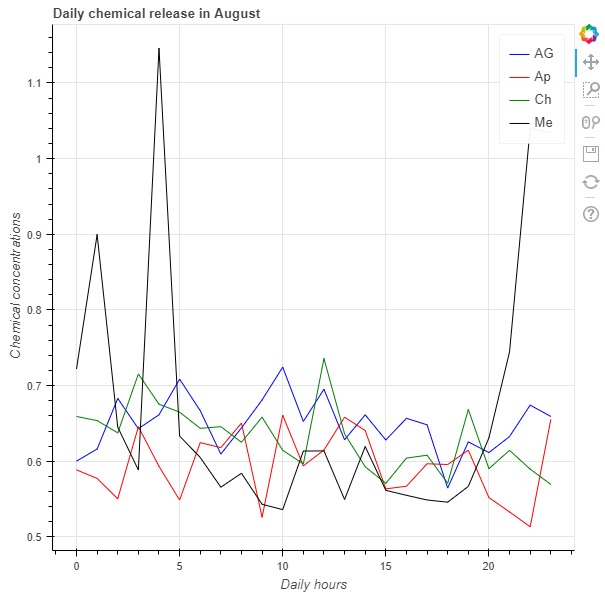 Daily chemical release in August
AG
Ap
Ch
Me
1.1
1
0.9
0.8
0.7
0.6
0.5
Chemical concentrations
0
5
10
15
20
Daily hours